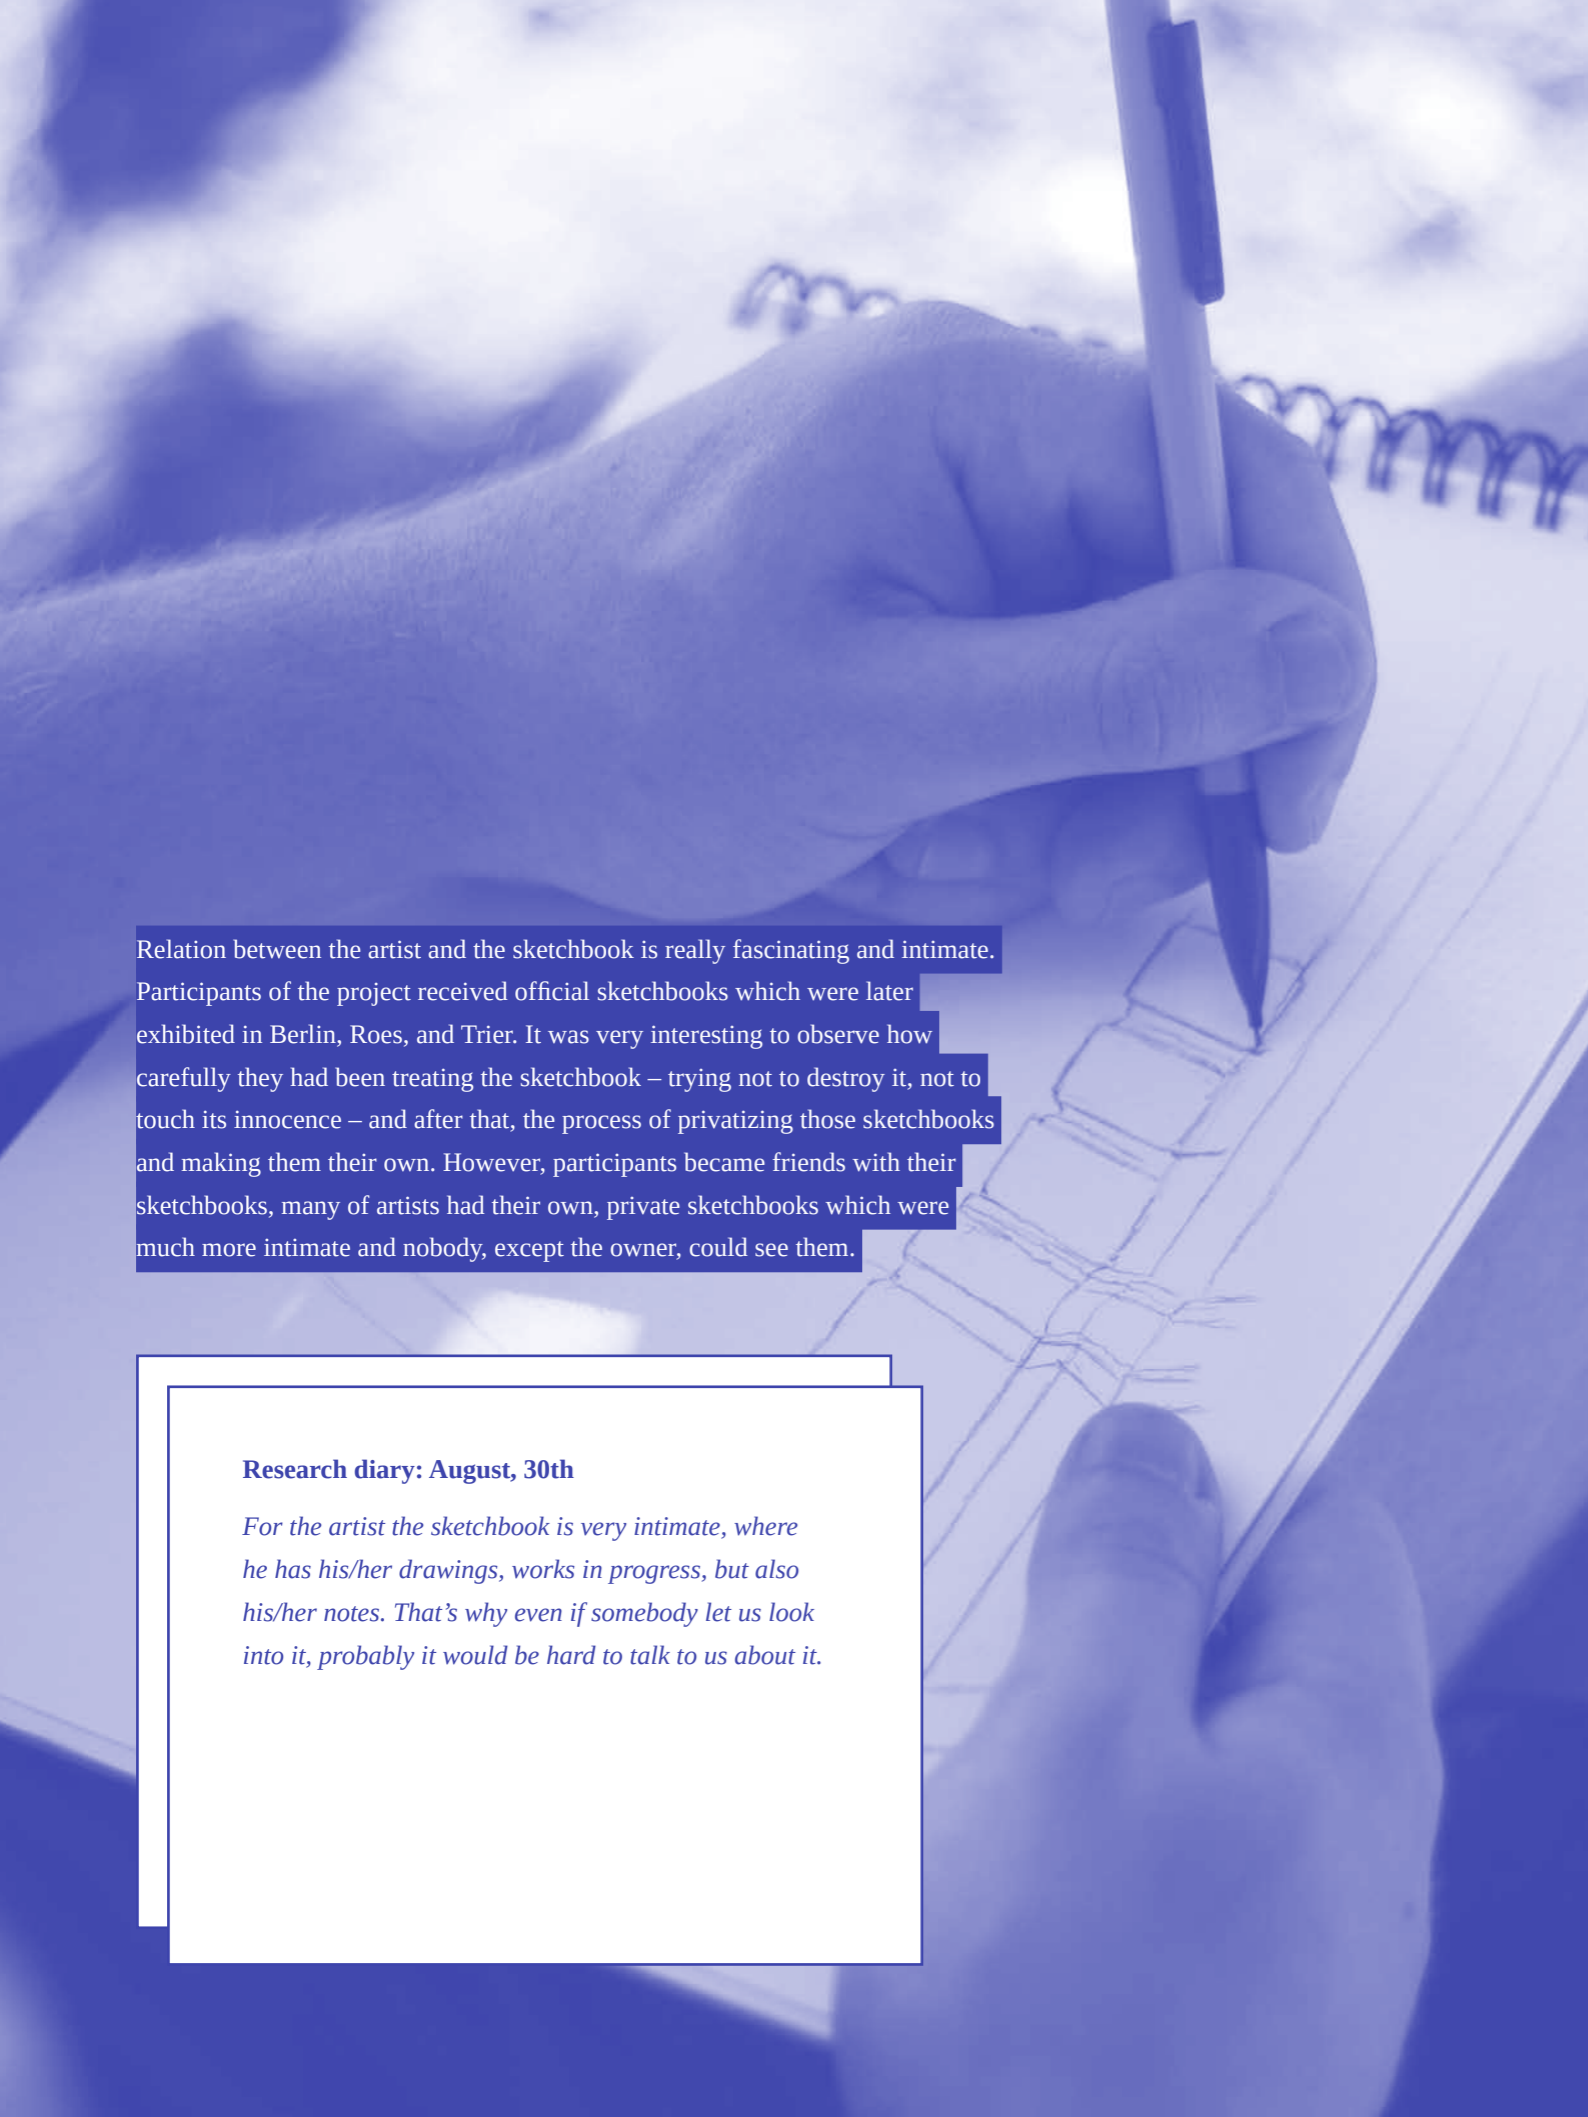 Relation between the artist and the sketchbook is really fascinating and intimate.
Participants of the project received official sketchbooks which were later
exhibited in Berlin, Roes, and Trier. It was very interesting to observe how
carefully they had been treating the sketchbook – trying not to destroy it, not to
touch its innocence – and after that, the process of privatizing those sketchbooks
and making them their own. However, participants became friends with their
sketchbooks, many of artists had their own, private sketchbooks which were
much more intimate and nobody, except the owner, could see them.
Research diary: August, 30th
For the artist the sketchbook is very intimate, where
he has his/her drawings, works in progress, but also
his/her notes. That’s why even if somebody let us look
into it, probably it would be hard to talk to us about it.